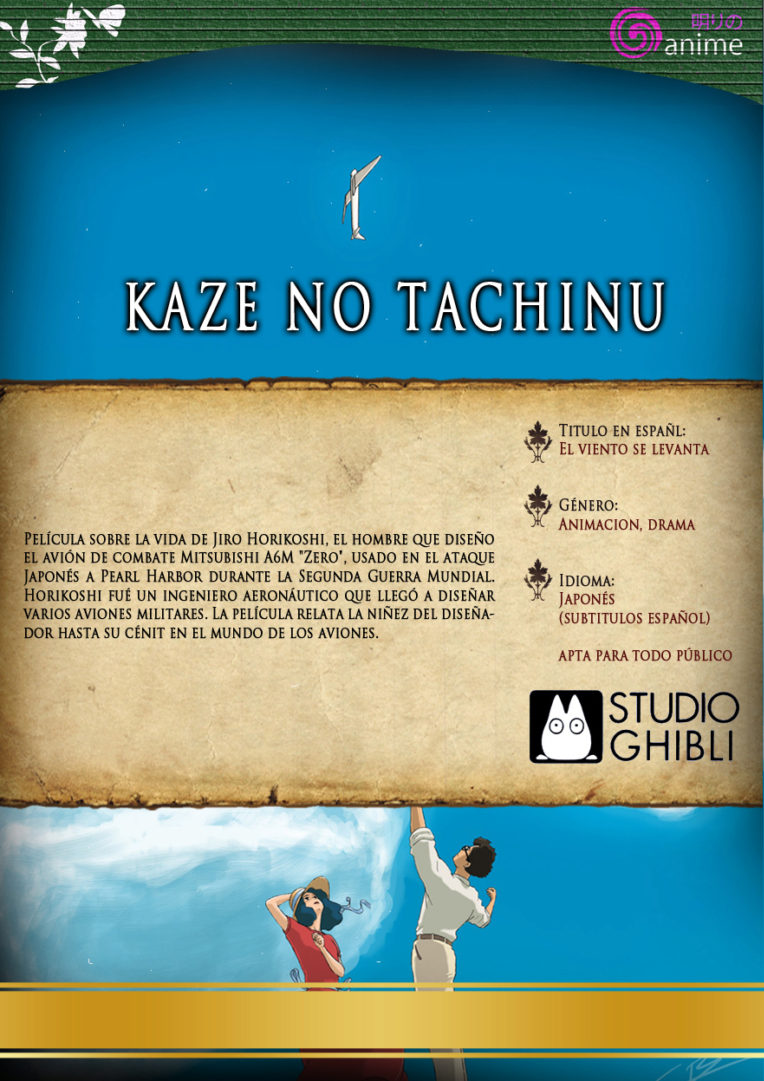 明りの
anime
KAZE NO TACHINU
TITULO EN ESPAÑL:
EL VIENTO SE LEVANTA
GÉNERO:
ANIMACION, DRAMA
IDIOMA:
JAPONÉS
(SUBTITULOS ESPAÑOL)
APTA PARA TODO PÚBLICO
PELÍCULA SOBRE LA VIDA DE JIRO HORIKOSHI, EL HOMBRE QUE DISEÑO
EL AVIÓN DE COMBATE MITSUBISHI A6M "ZERO", USADO EN EL ATAQUE
JAPONÉS A PEARL HARBOR DURANTE LA SEGUNDA GUERRA MUNDIAL.
HORIKOSHI FUÉ UN INGENIERO AERONÁUTICO QUE LLEGÓ A DISEÑAR
VARIOS AVIONES MILITARES. LA PELÍCULA RELATA LA NIÑEZ DEL DISEÑA-
DOR HASTA SU CÉNIT EN EL MUNDO DE LOS AVIONES.
STUDIO
GHIBLI